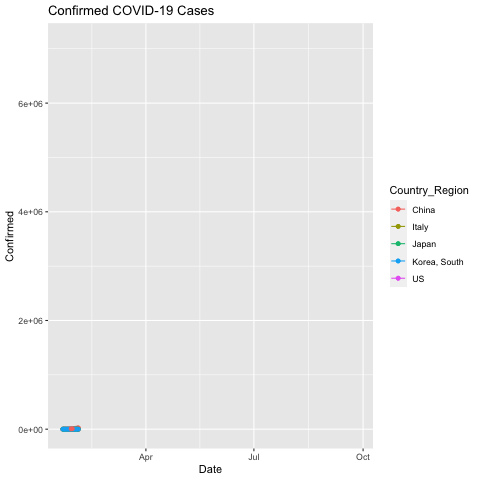 Confirmed COVID-19 Cases
6e+06
4e+06
2e+06
0e+00
Confirmed
Apr
Jul
Oct
Date
Country_Region
China
Italy
Japan
Korea, South
US